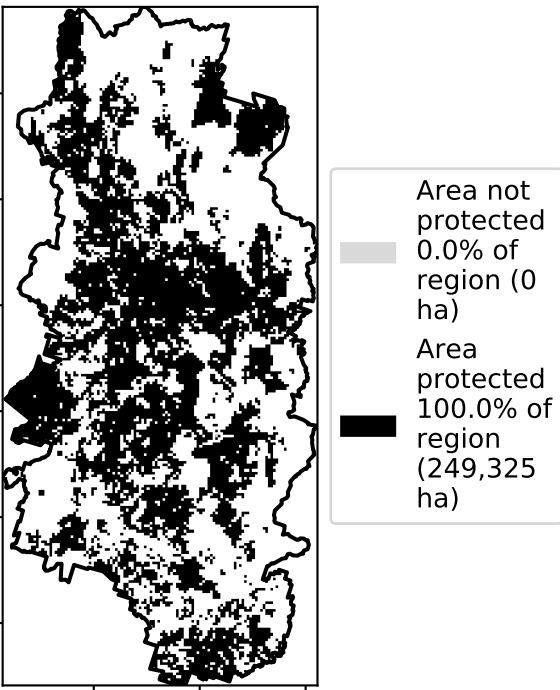 Area not
protected
0.0% of
region (0
ha)
Area
protected
100.0% of
region
(249,325
ha)